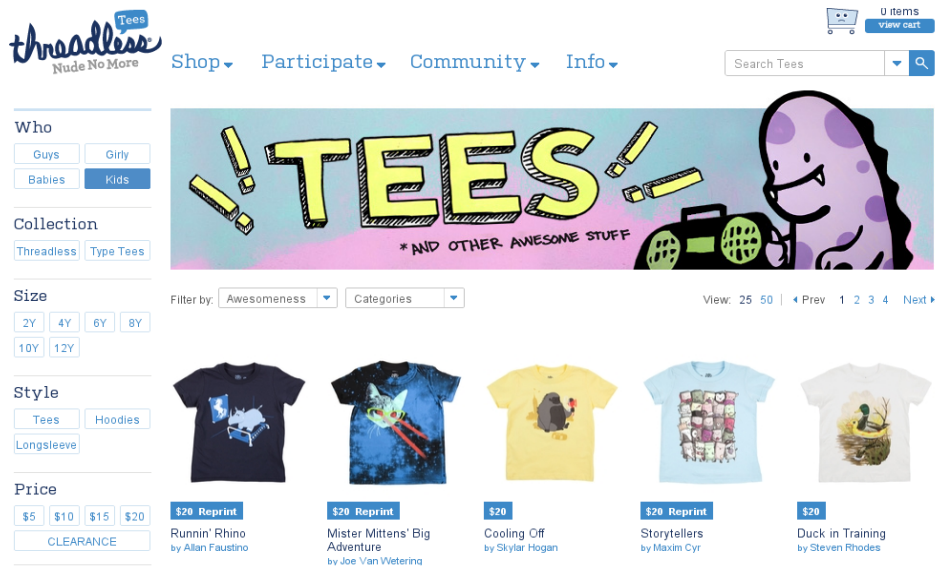 Tees
threadless
Nude No More
Shop
Participate
Community
Info
0 items
view cart
Search Tees
Who
Guys
Girly
Babies
Kids
Collection
Threadless
Type Tees
Size
2Y
4Y
6Y
8Y
10Y
12Y
Style
Tees
Hoodies
Longsleeve
Price
$5
$10
$15
$20
CLEARANCE
TEES
*AND OTHER AWESOME STUFF
Filter by:
Awesomeness
Categories
View: 25 50
Prev 1 2 3 4 Next
$20 Reprint
Runnin' Rhino
by Allan Faustino
$20 Reprint
Mister Mittens' Big
Adventure
by Joe Van Wetering
$20
Cooling Off
by Skylar Hogan
$20 Reprint
Storytellers
by Maxim Cyr
$20
Duck in Training
by Steven Rhodes